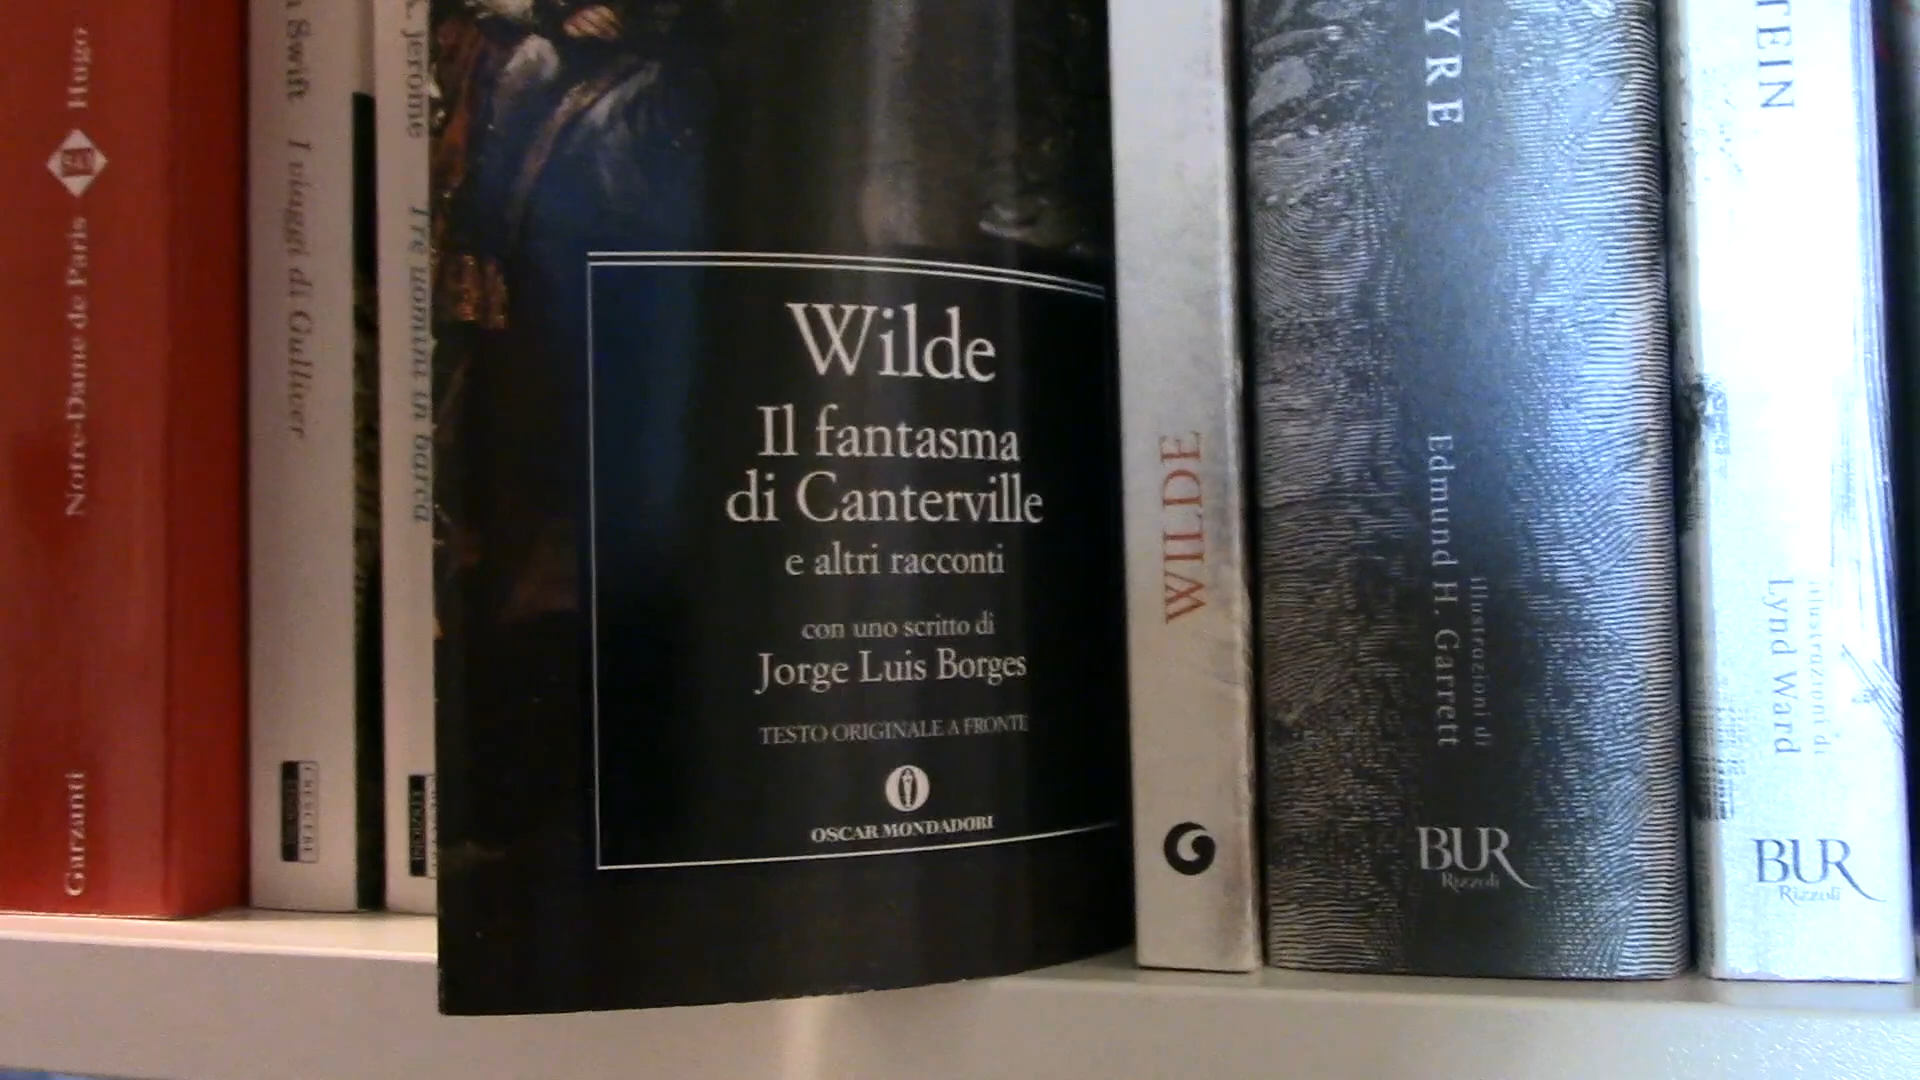 Hugo
Notre-Dame de Paris
Garzanti
Swift I viaggi di Gulliver
CRESCERE
Jerome Tre uomini in barca
Wilde
Il fantasma
di Canterville
e altri racconti
con uno scritto di
Jorge Luis Borges
TESTO ORIGINALE A FRONTE
OSCAR MONDADORI
WILDE
YRE
illustrazioni di
Edmund H. Garrett
BUR
Rizzoli
TEIN
illustrazioni di
Lynd Ward
BUR
Rizzoli